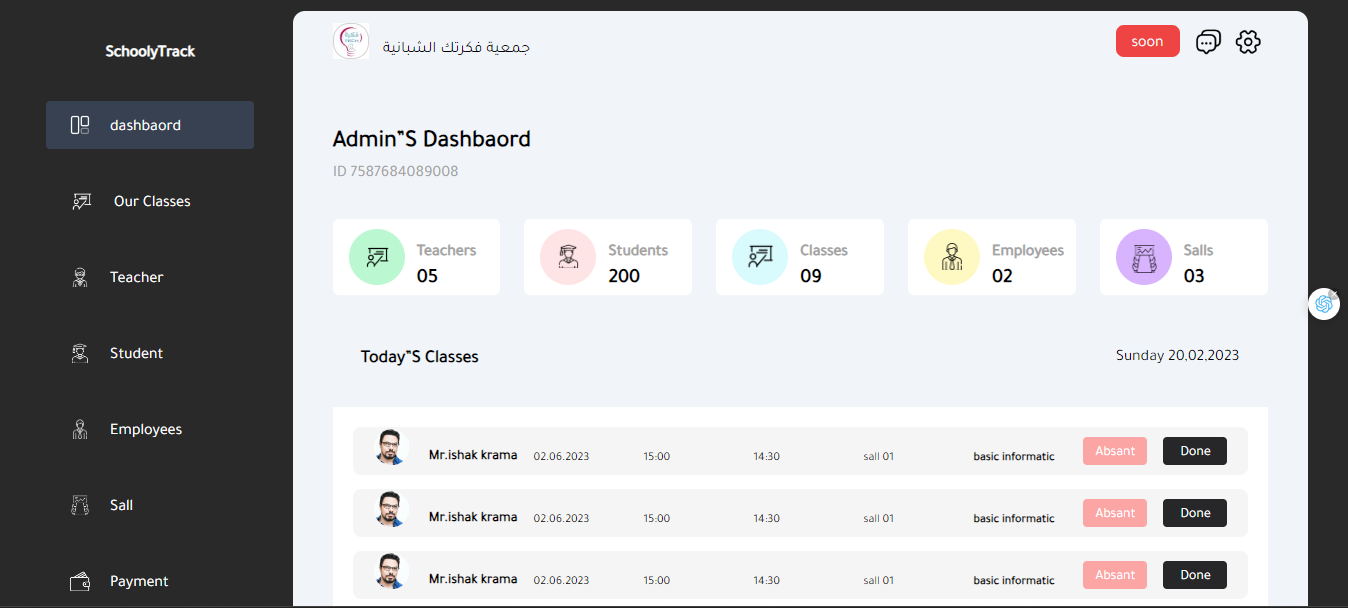 SchoolyTrack
dashbaord
Our Classes
Teacher
Student
Employees
Sall
Payment
جمعية فكرتك الشبانية
soon
Admin"S Dashbaord
ID 7587684089008
Teachers
05
Students
200
Classes
09
Employees
02
Salls
03
Today"S Classes
Sunday 20,02,2023
Mr.ishak krama 02.06.2023 15:00 14:30 sall 01 basic informatic Absant Done
Mr.ishak krama 02.06.2023 15:00 14:30 sall 01 basic informatic Absant Done
Mr.ishak krama 02.06.2023 15:00 14:30 sall 01 basic informatic Absant Done